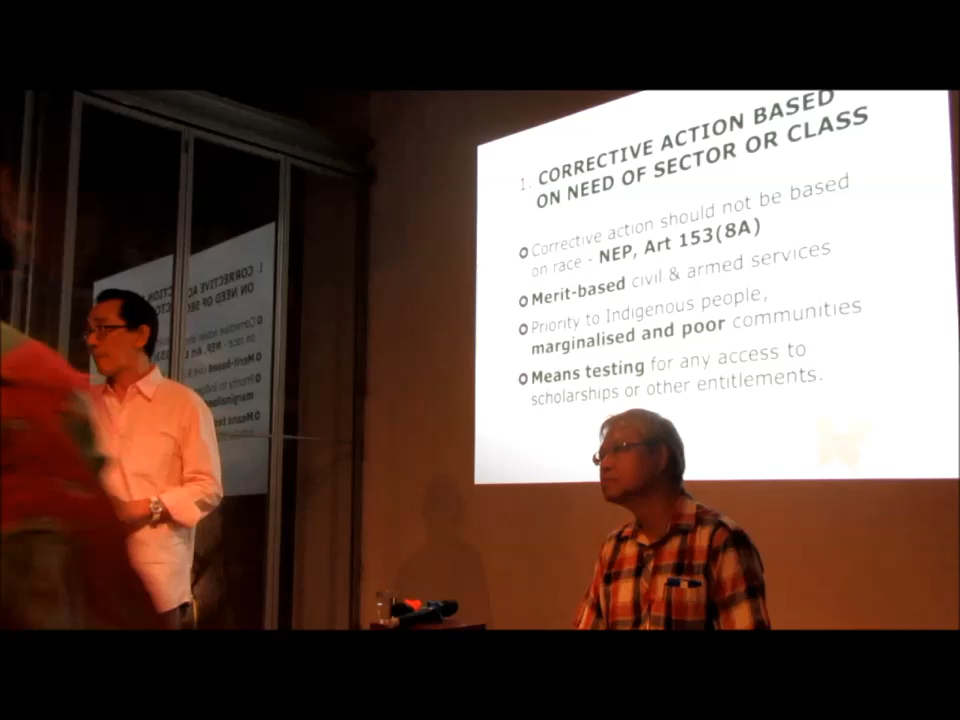 1. CORRECTIVE ACTION BASED
ON NEED OF SECTOR OR CLASS
Corrective action should not be based
on race - NEP, Art 153(8A)
Merit-based civil & armed services
Priority to Indigenous people,
marginalised and poor communities
Means testing for any access to
scholarships or other entitlements.